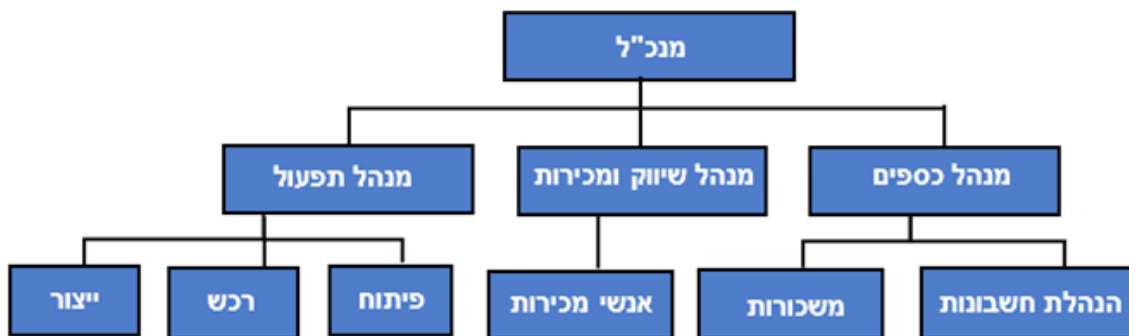 מנכ"ל
מנהל כספים
מנהל שיווק ומכירות
מנהל תפעול
הנהלת חשבונות
משכורות
אנשי מכירות
פיתוח
רכש
ייצור